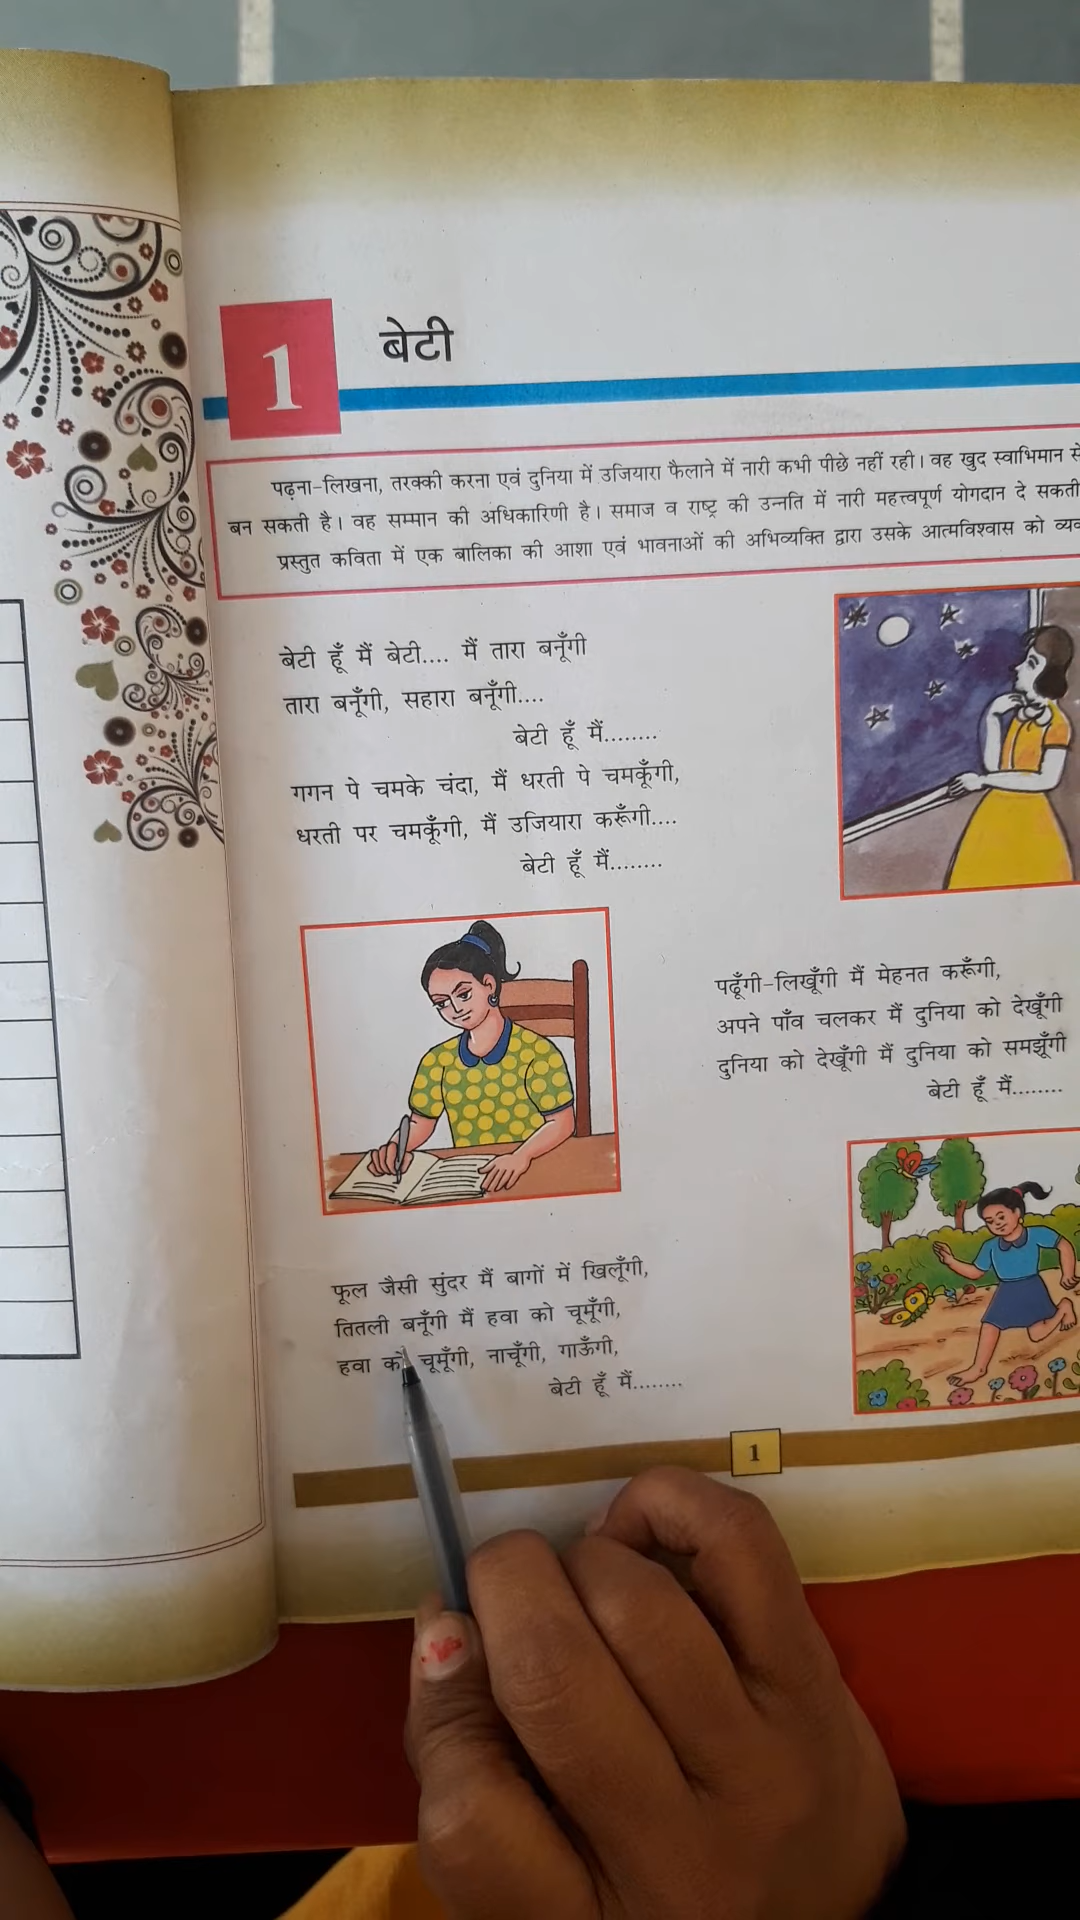 1
बेटी
पढ़ना-लिखना, तरक्की करना एवं दुनिया में उजियारा फैलाने में नारी कभी पीछे नहीं रही। वह खुद स्वाभिमान से
बन सकती है। वह सम्मान की अधिकारिणी है। समाज व राष्ट्र की उन्नति में नारी महत्त्वपूर्ण योगदान दे सकती
प्रस्तुत कविता में एक बालिका की आशा एवं भावनाओं की अभिव्यक्ति द्वारा उसके आत्मविश्वास को
बेटी हूँ मैं बेटी.... मैं तारा बनूँगी
तारा बनूँगी, सहारा बनूँगी....
बेटी हूँ मैं........
गगन पे चमके चंदा, मैं धरती पे चमकूँगी,
धरती पर चमकूँगी, मैं उजियारा करूँगी....
बेटी हूँ मैं........
पढ़ूँगी-लिखूँगी मैं मेहनत करूँगी,
अपने पाँव चलकर मैं दुनिया को देखूँगी
दुनिया को देखूँगी मैं दुनिया को समझूँगी
बेटी हूँ मैं........
फूल जैसी सुंदर मैं बागों में खिलूँगी,
तितली बनूँगी मैं हवा को चूमूँगी,
हवा को चूमूँगी, नाचूँगी, गाऊँगी,
बेटी हूँ मैं........
1